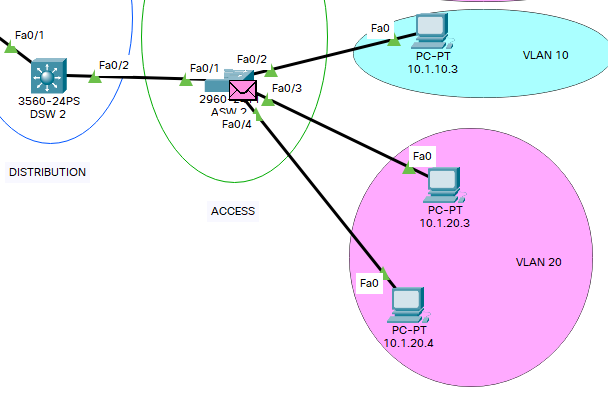 Fa0/1
3560-24PS
DSW 2
Fa0/2
DISTRIBUTION
Fa0/1
Fa0/2
2960-
ASW 2
Fa0/3
Fa0/4
ACCESS
Fa0
PC-PT
10.1.10.3
VLAN 10
Fa0
PC-PT
10.1.20.3
VLAN 20
Fa0
PC-PT
10.1.20.4